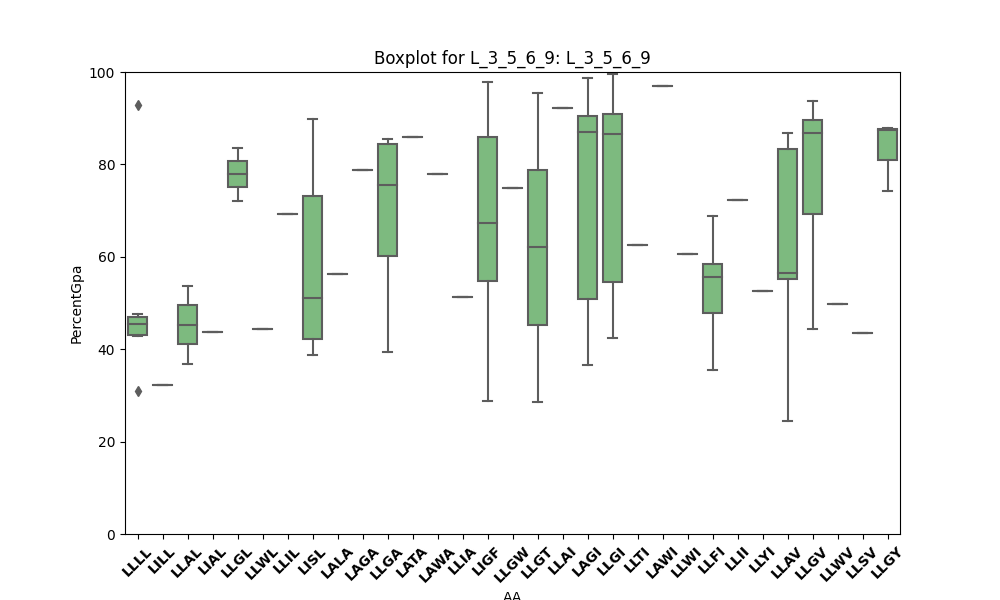 Boxplot for L_3_5_6_9: L_3_5_6_9
100
80
60
40
20
0
PercentGpa
LLLL LILL LLAL LIAL LLGL LLWL LLIL LISL LALA LAGA LLGA LATA LAWA LLIA LIGF LLGW LLGT LLAI LAGI LLGI LLTI LAWI LLWI LLFI LLII LLYI LLAV LLGV LLWV LLSV LLGY
AA